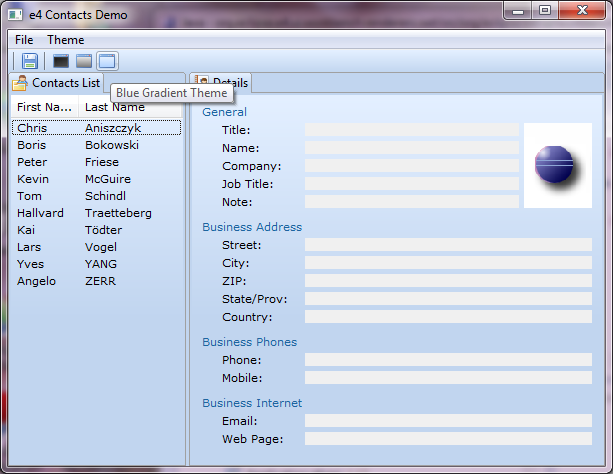 e4 Contacts Demo
File Theme
Contacts List
Details
Blue Gradient Theme
First Na... Last Name
Chris Aniszczyk
Boris Bokowski
Peter Friese
Kevin McGuire
Tom Schindl
Hallvard Traetteberg
Kai Tödter
Lars Vogel
Yves YANG
Angelo ZERR
General
Title:
Name:
Company:
Job Title:
Note:
Business Address
Street:
City:
ZIP:
State/Prov:
Country:
Business Phones
Phone:
Mobile:
Business Internet
Email:
Web Page: